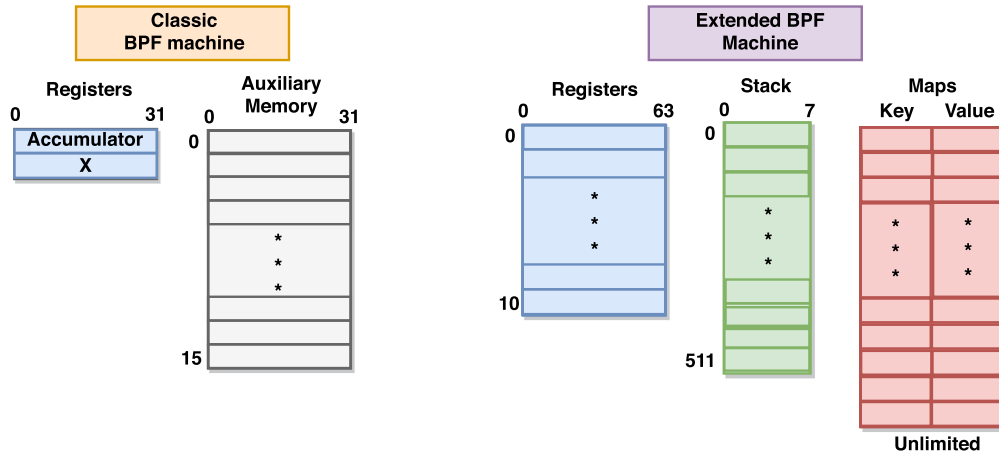 Classic
BPF machine
Registers
0 31
Accumulator
X
Auxiliary
Memory
0 31
0
*
*
*
15
Extended BPF
Machine
Registers
0 63
0
*
*
*
10
Stack
0 7
0
*
*
*
511
Maps
Key Value
* *
* *
* *
Unlimited